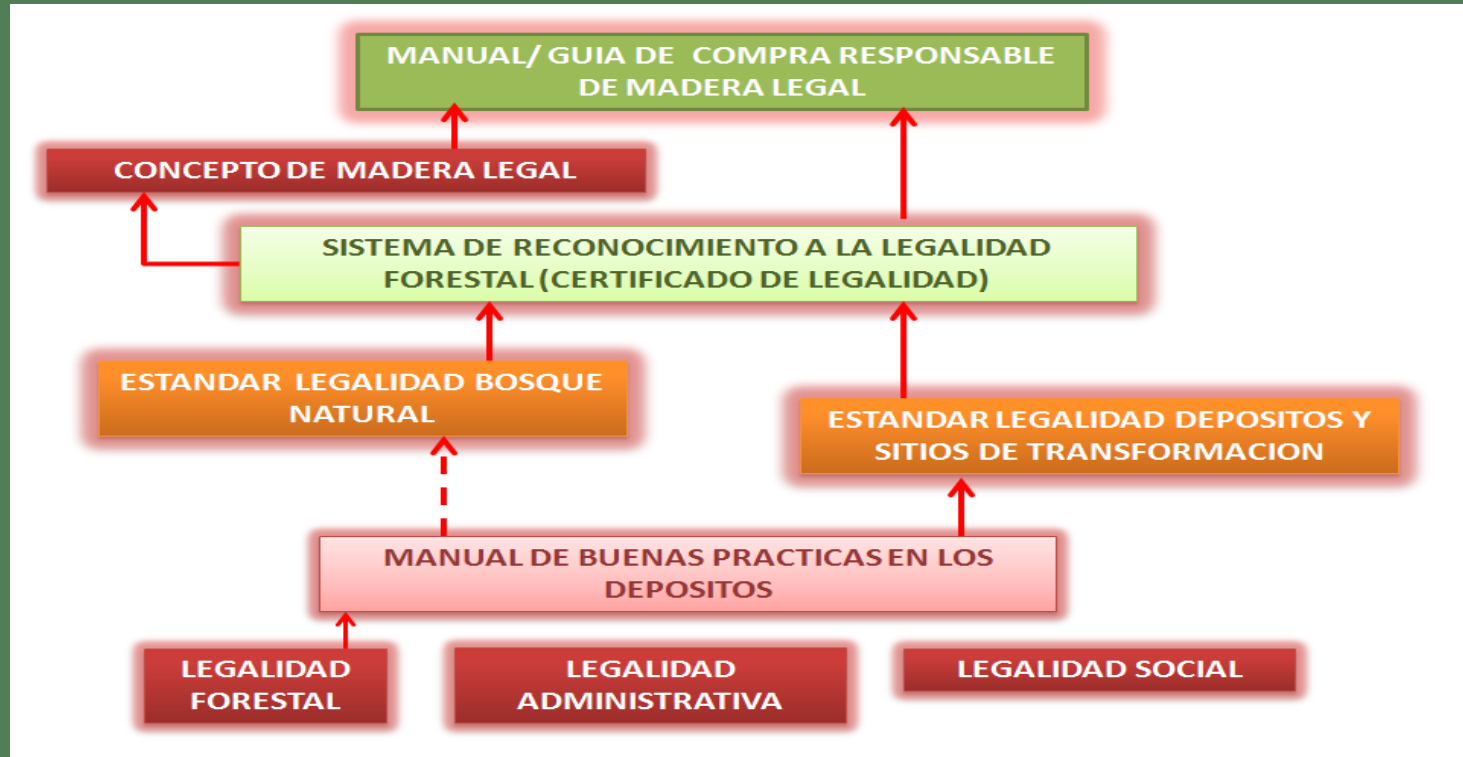 MANUAL/ GUIA DE COMPRA RESPONSABLE
DE MADERA LEGAL
CONCEPTO DE MADERA LEGAL
SISTEMA DE RECONOCIMIENTO A LA LEGALIDAD
FORESTAL (CERTIFICADO DE LEGALIDAD)
ESTANDAR LEGALIDAD BOSQUE
NATURAL
ESTANDAR LEGALIDAD DEPOSITOS Y
SITIOS DE TRANSFORMACION
MANUAL DE BUENAS PRACTICAS EN LOS
DEPOSITOS
LEGALIDAD
FORESTAL
LEGALIDAD
ADMINISTRATIVA
LEGALIDAD SOCIAL